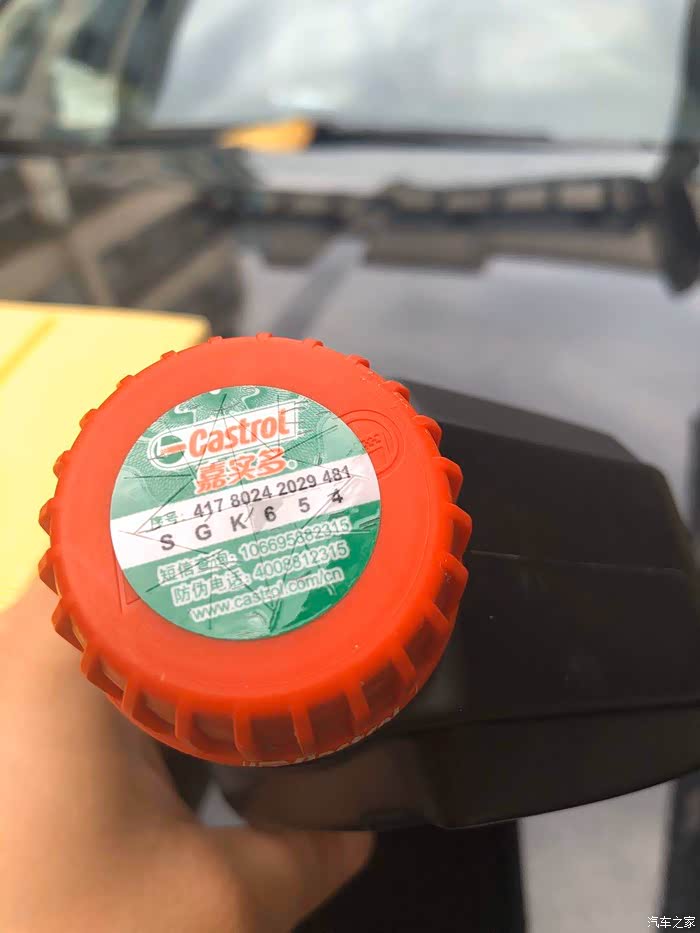 Castrol
嘉实多®
序号: 417 8024 2029 481
S G K 6 5 4
短信查询: 106695882315
防伪电话: 4008812315
www.castrol.com/cn
汽车之家